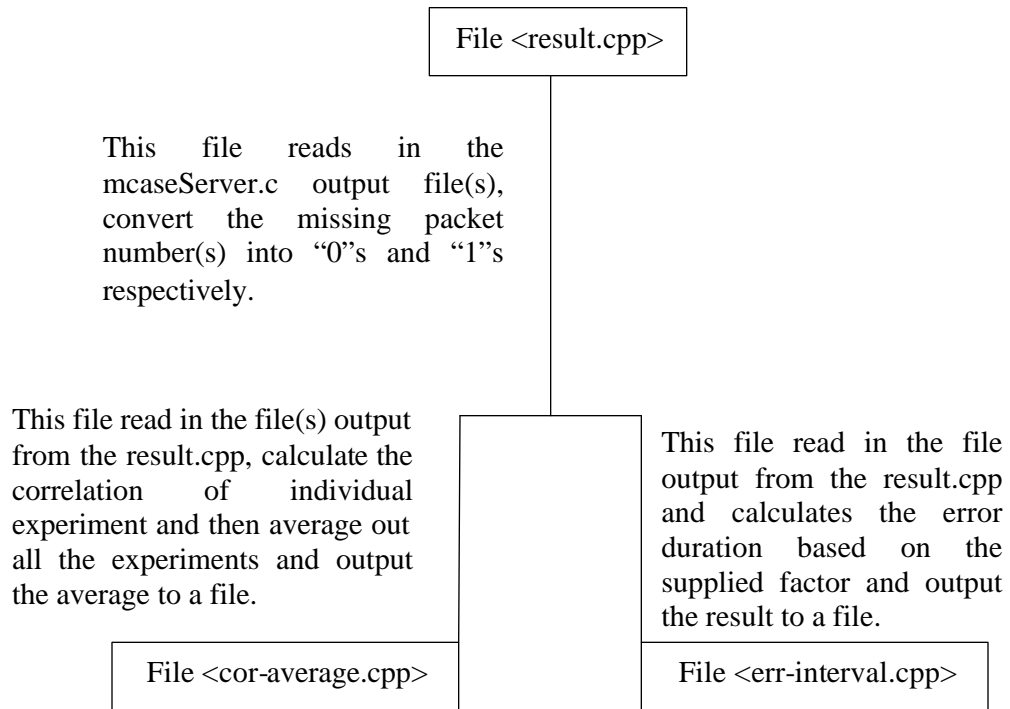 File <result.cpp>
This file reads in the
mcaseServer.c output file(s),
convert the missing packet
number(s) into “0”s and “1”s
respectively.
This file read in the file(s) output
from the result.cpp, calculate the
correlation of individual
experiment and then average out
all the experiments and output
the average to a file.
This file read in the file
output from the result.cpp
and calculates the error
duration based on the
supplied factor and output
the result to a file.
File <cor-average.cpp>
File <err-interval.cpp>